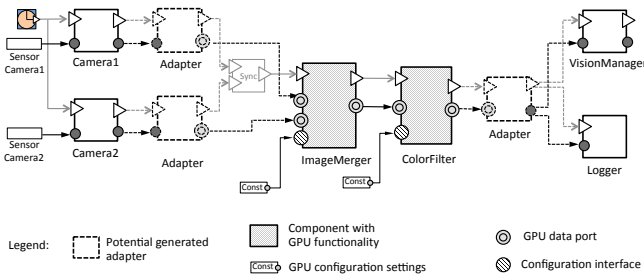 Sensor
Camera1
Camera1
Adapter
VisionManager
Sync
Sensor
Camera2
Camera2
Adapter
ImageMerger
ColorFilter
Adapter
Logger
Const
Const
Legend:
Potential generated
adapter
Component with
GPU functionality
Const
GPU configuration settings
GPU data port
Configuration interface